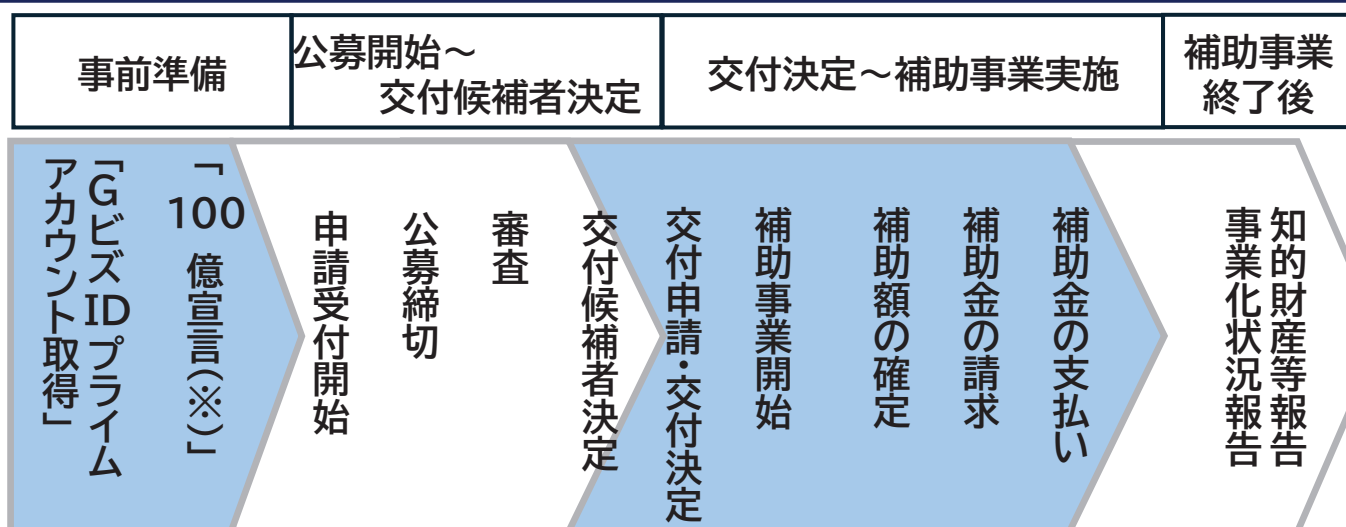 事前準備
公募開始～
交付候補者決定
交付決定～補助事業実施
補助事業
終了後
「GビズIDプライム
アカウント取得」
「100億宣言(※)」
申請受付開始
公募締切
審査
交付候補者決定
交付申請・交付決定
補助事業開始
補助額の確定
補助金の請求
補助金の支払い
事業化状況報告
知的財産等報告